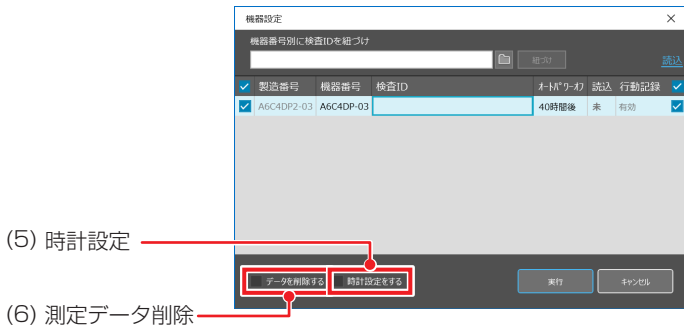 機器設定
機器番号別に検査IDを紐づけ
紐づけ
読込
製造番号 機器番号 検査ID ｵｰﾄﾊﾟﾜｰｵﾌ 読込 行動記録
A6C4DP2-03 A6C4DP-03 40時間後 未 有効
(5) 時計設定
データを削除する 時計設定をする 実行 キャンセル
(6) 測定データ削除